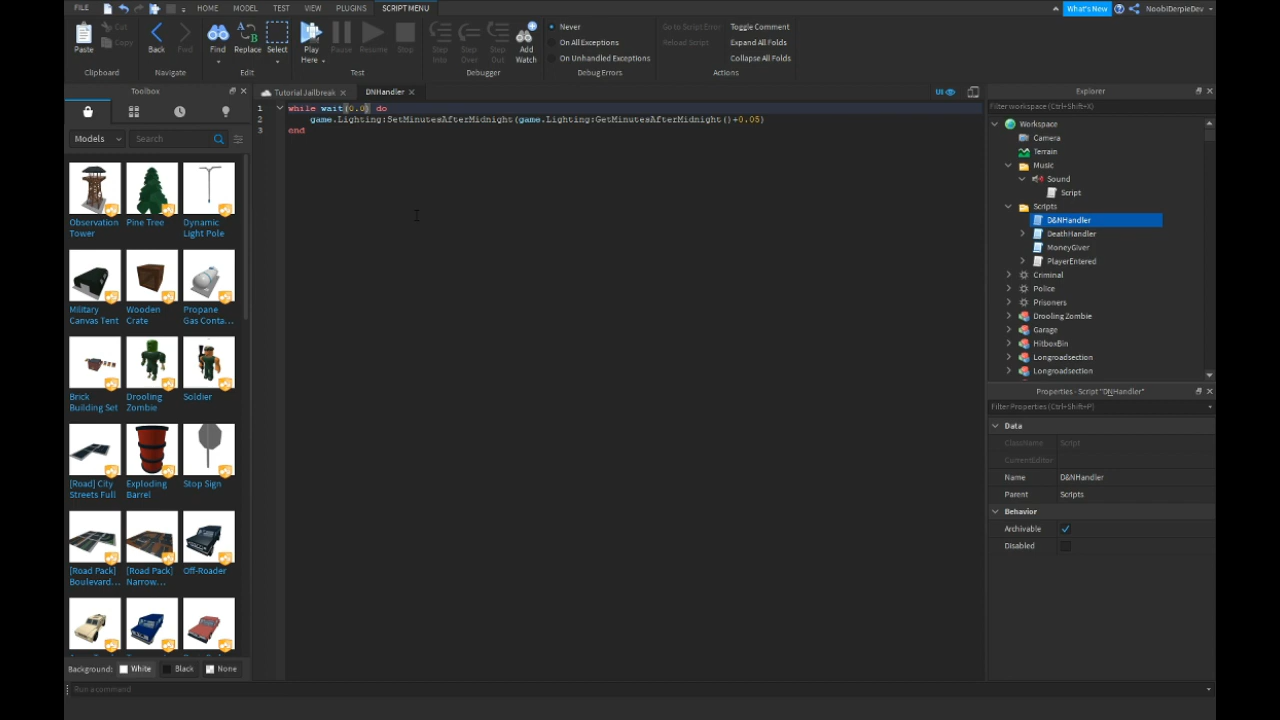 FILE HOME MODEL TEST VIEW PLUGINS SCRIPT MENU What's New NoobiDerpieDev
Paste Cut Copy
Clipboard
Back Find
Navigate
Find Replace Select
Edit
Play Here Pause Resume Stop
Test
Step Into Step Over Step Out Add Watch
Debugger
Never
On All Exceptions
On Unhandled Exceptions
Debug Errors
Go to Script Error Toggle Comment
Reload Script Expand All Folds
Collapse All Folds
Actions
Toolbox
Models Search
Observation Tower
Pine Tree
Dynamic Light Pole
Military Canvas Tent
Wooden Crate
Propane Gas Conta...
Brick Building Set
Drooling Zombie
Soldier
[Road] City Streets Full
Exploding Barrel
Stop Sign
[Road Pack] Boulevard...
[Road Pack] Narrow...
Off-Roader
Background: White Black None
Run a command
Tutorial Jailbreak × DNHandler × UI
1 while wait(0.0) do
2 game.Lighting:SetMinutesAfterMidnight(game.Lighting:GetMinutesAfterMidnight()+0.05)
3 end
Explorer
Filter workspace (Ctrl+Shift+X)
Workspace
Camera
Terrain
Music
Sound
Script
Scripts
D&NHandler
DeathHandler
MoneyGiver
PlayerEntered
Criminal
Police
Prisoners
Drooling Zombie
Garage
HitboxBin
Longroadsection
Longroadsection
Properties - Script "DNHandler"
Filter Properties (Ctrl+Shift+P)
Data
ClassName Script
CurrentEditor
Name D&NHandler
Parent Scripts
Behavior
Archivable
Disabled